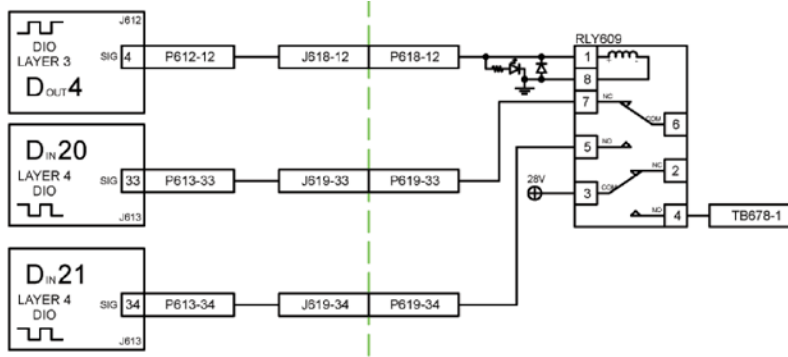 J612
DIO
LAYER 3
DOUT4
SIG 4 P612-12 J618-12 P618-12
RLY609
1
8
7 NC
COM 6
5 NO
NC 2
28V
3 COM
NO 4 TB678-1
DIN20
LAYER 4
DIO
SIG 33 P613-33 J619-33 P619-33
J613
DIN21
LAYER 4
DIO
SIG 34 P613-34 J619-34 P619-34
J613